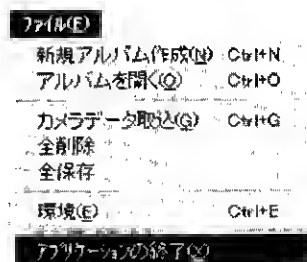 ファイル(F)
新規アルバム作成(N) Ctrl+N
アルバムを開く(O) Ctrl+O
カメラデータ取込(G) Ctrl+G
全削除
全保存
環境(E) Ctrl+E
アプリケーションの終了(X)